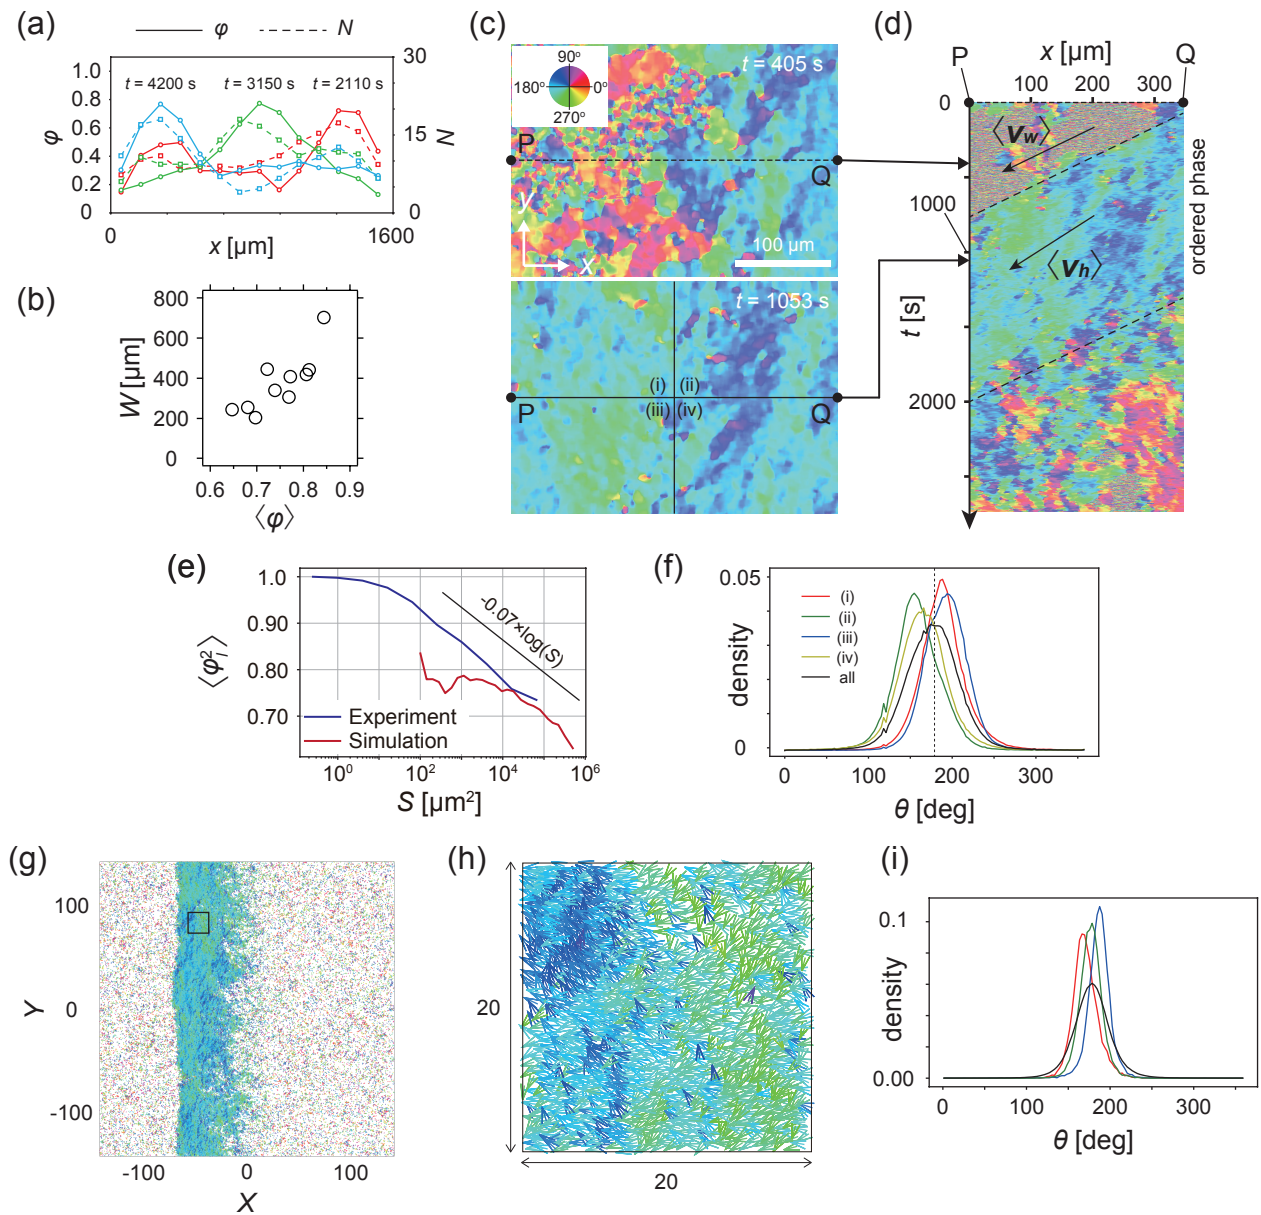 (a)
φ
N
1.0
0.8
0.6
0.4
0.2
0
φ
t = 4200 s
t = 3150 s
t = 2110 s
30
15
0
N
0
1600
x [μm]
(b)
800
600
400
200
0
W [μm]
0.6
0.7
0.8
0.9
⟨φ⟩
(c)
90°
180°
0°
270°
t = 405 s
P
Q
y
x
100 μm
t = 1053 s
(i)
(ii)
(iii)
(iv)
P
Q
(d)
P
x [μm]
Q
100
200
300
0
1000
2000
t [s]
⟨vw⟩
⟨vh⟩
ordered phase
(e)
1.0
0.90
0.80
0.70
⟨φ²l⟩
-0.07×log(S)
Experiment
Simulation
10⁰
10²
10⁴
10⁶
S [μm²]
(f)
0.05
0
density
(i)
(ii)
(iii)
(iv)
all
0
100
200
300
θ [deg]
(g)
100
0
-100
Y
-100
0
100
X
(h)
20
20
(i)
0.1
0.00
density
0
100
200
300
θ [deg]